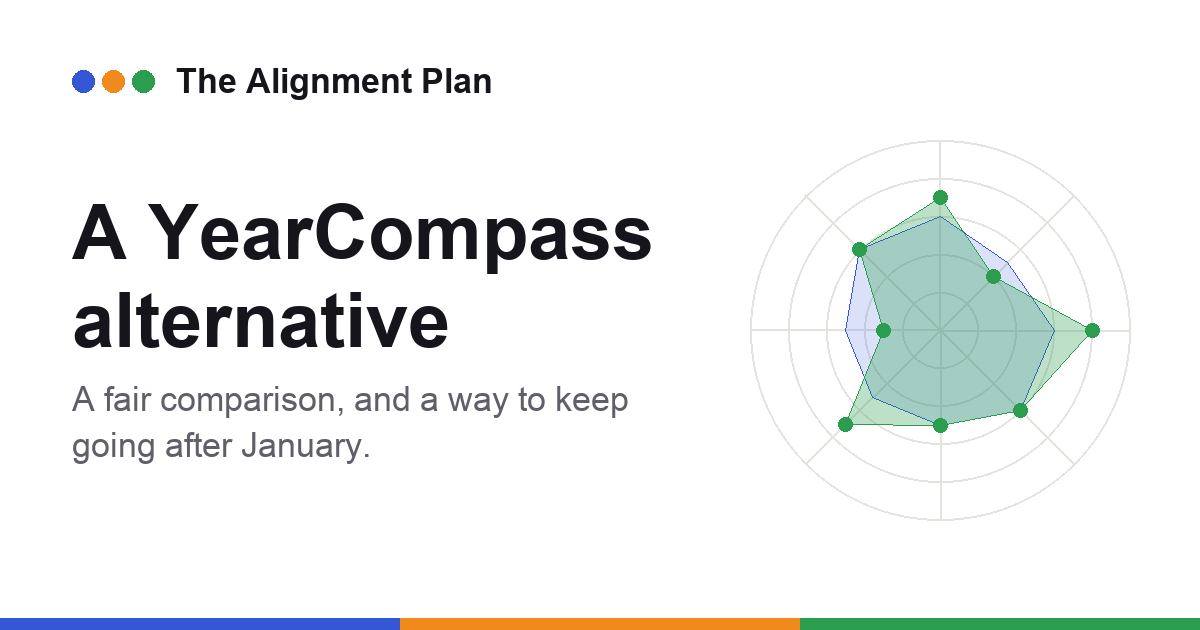 The Alignment Plan
A YearCompass
alternative
A fair comparison, and a way to keep
going after January.